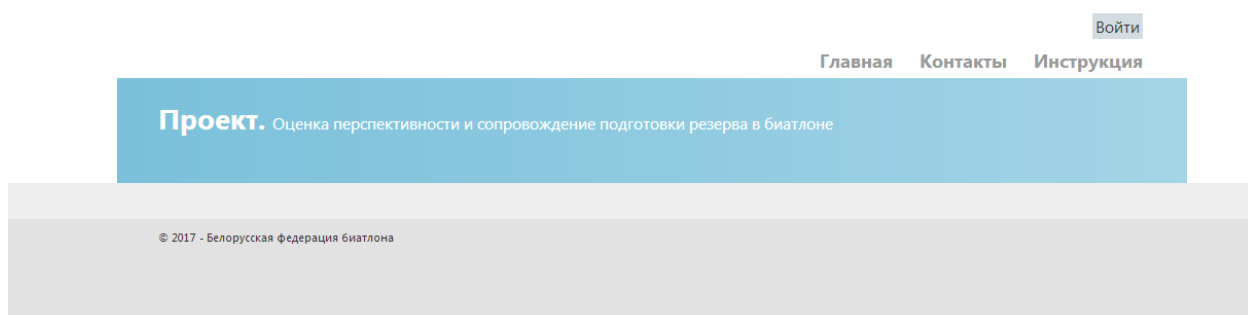 Войти
Главная Контакты Инструкция
Проект. Оценка перспективности и сопровождение подготовки резерва в биатлоне
© 2017 - Белорусская федерация биатлона